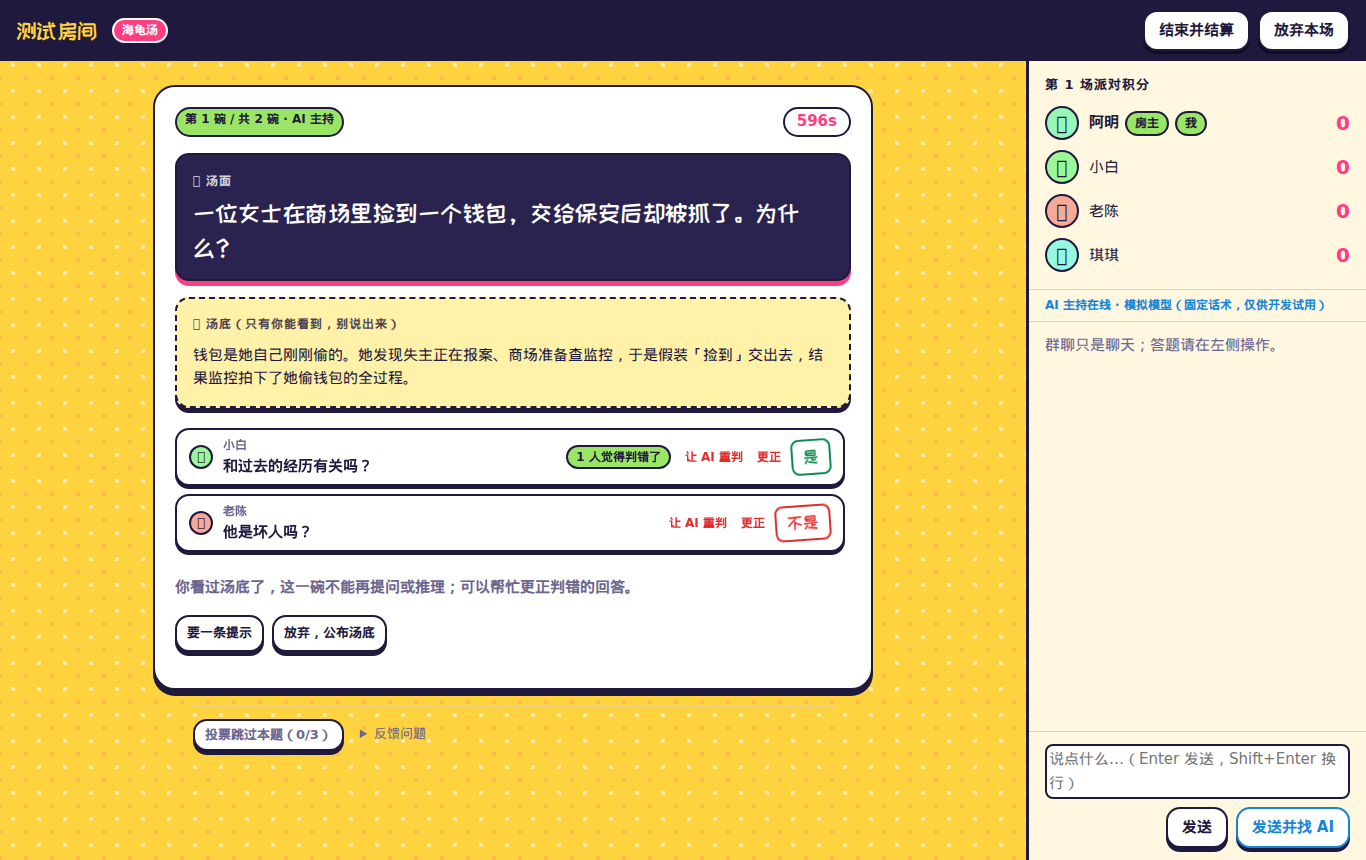 测试房间
海龟汤
结束并结算
放弃本场
第 1 碗 / 共 2 碗 · AI 主持
596s
汤面
一位女士在商场里捡到一个钱包，交给保安后却被抓了。为什
么？
汤底（只有你能看到，别说出来）
钱包是她自己刚刚偷的。她发现失主正在报案、商场准备查监控，于是假装「捡到」交出去，结
果监控拍下了她偷钱包的全过程。
小白
和过去的经历有关吗？
1 人觉得判错了
让 AI 重判
更正
是
老陈
他是坏人吗？
让 AI 重判
更正
不是
你看过汤底了，这一碗不能再提问或推理；可以帮忙更正判错的回答。
要一条提示
放弃，公布汤底
投票跳过本题（0/3）
▶ 反馈问题
第 1 场派对积分
阿明
房主
我
0
小白
0
老陈
0
琪琪
0
AI 主持在线 · 模拟模型（固定话术，仅供开发试用）
群聊只是聊天；答题请在左侧操作。
说点什么…（Enter 发送，Shift+Enter 换
行）
发送
发送并找 AI